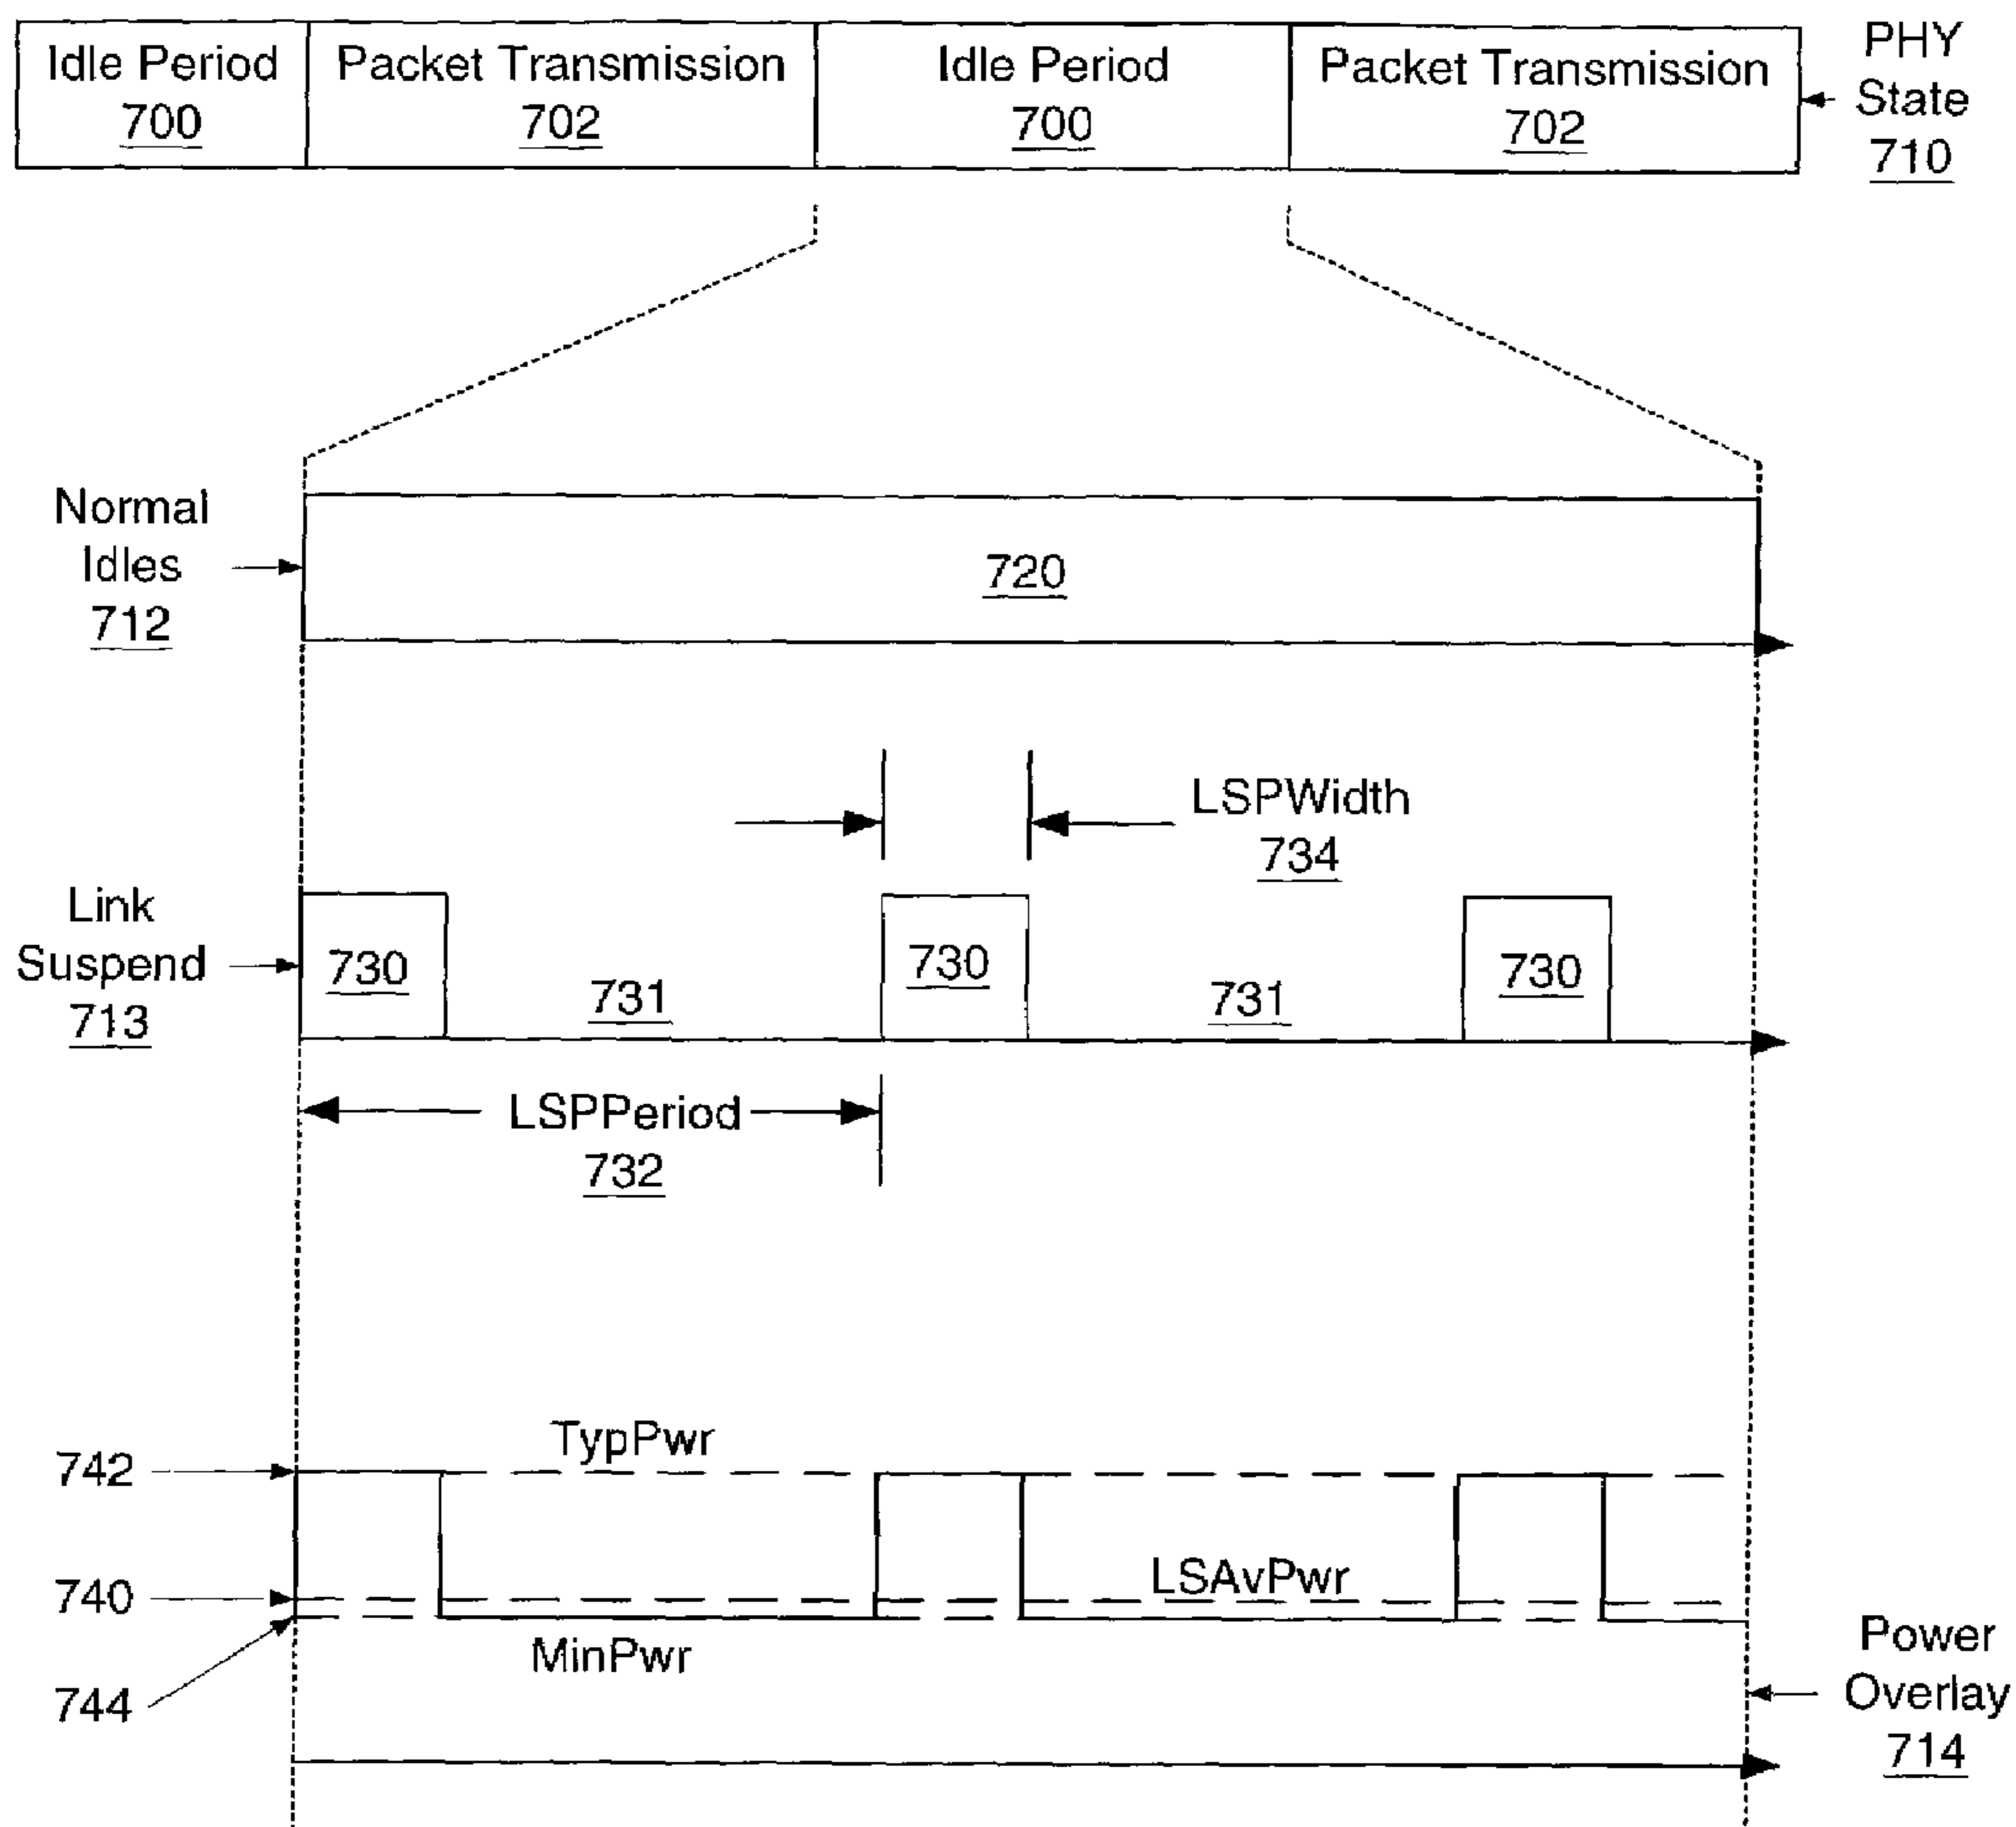 Idle Period
700
Packet Transmission
702
Idle Period
700
Packet Transmission
702
PHY
State
710
Normal
Idles
712
720
LSPWidth
734
Link
Suspend
713
730
731
730
731
730
LSPPeriod
732
742
TypPwr
740
LSAvPwr
744
MinPwr
Power
Overlay
714